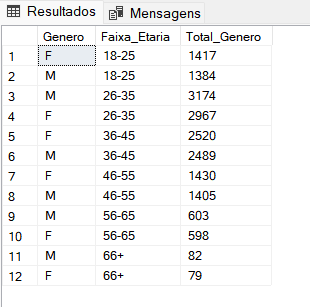 Resultados Mensagens
Genero Faixa_Etaria Total_Genero
1 F 18-25 1417
2 M 18-25 1384
3 M 26-35 3174
4 F 26-35 2967
5 F 36-45 2520
6 M 36-45 2489
7 F 46-55 1430
8 M 46-55 1405
9 M 56-65 603
10 F 56-65 598
11 M 66+ 82
12 F 66+ 79